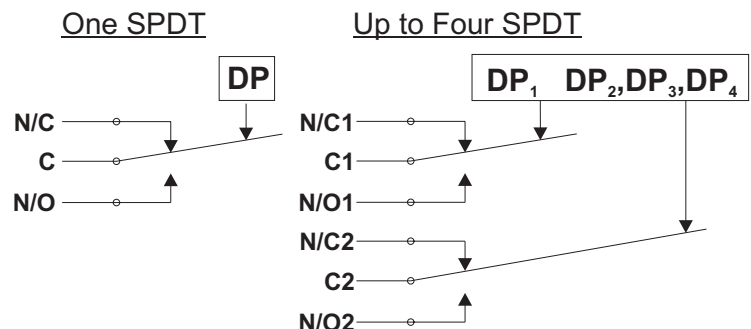 One SPDT
DP
N/C
C
N/O
Up to Four SPDT
DP₁ DP₂,DP₃,DP₄
N/C1
C1
N/O1
N/C2
C2
N/O2